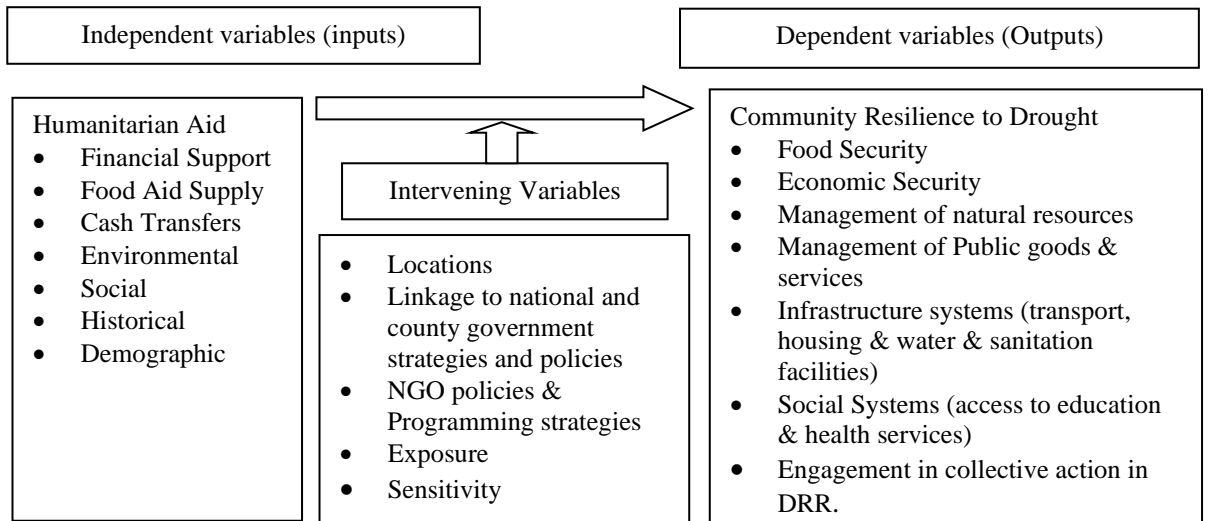 Independent variables (inputs)
Dependent variables (Outputs)
Humanitarian Aid
• Financial Support
• Food Aid Supply
• Cash Transfers
• Environmental
• Social
• Historical
• Demographic
Intervening Variables
• Locations
• Linkage to national and
county government
strategies and policies
• NGO policies &
Programming strategies
• Exposure
• Sensitivity
Community Resilience to Drought
• Food Security
• Economic Security
• Management of natural resources
• Management of Public goods &
services
• Infrastructure systems (transport,
housing & water & sanitation
facilities)
• Social Systems (access to education
& health services)
• Engagement in collective action in
DRR.